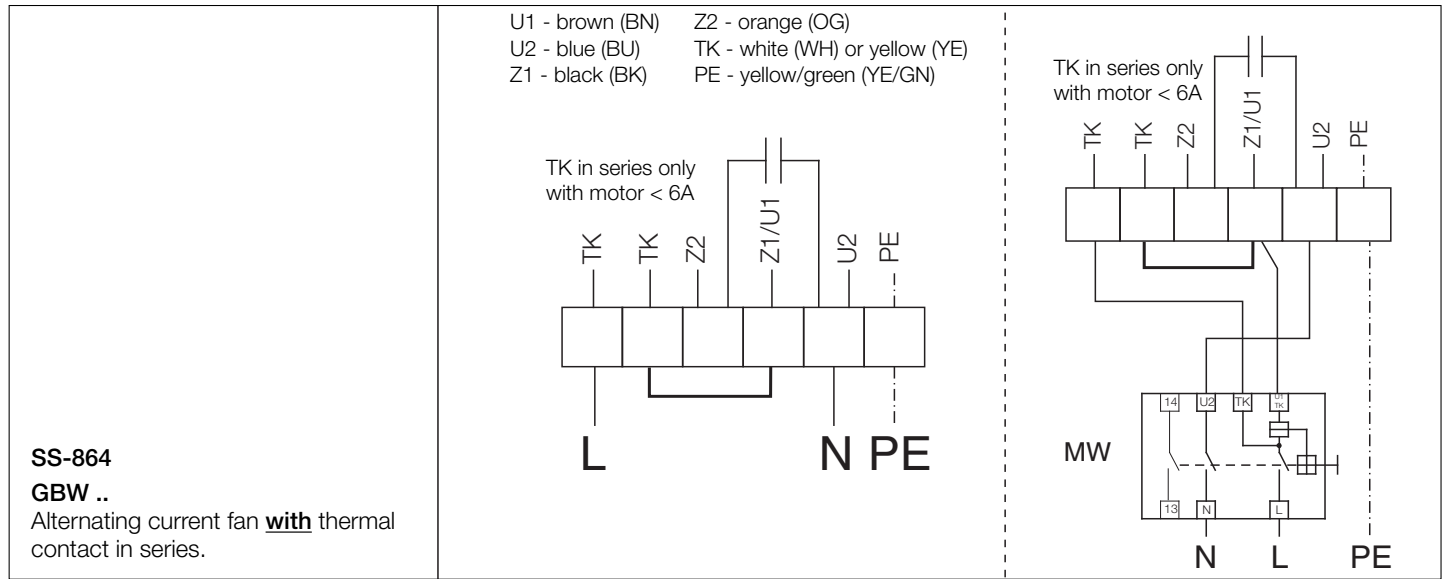 SS-864
GBW ..
Alternating current fan with thermal
contact in series.
U1 - brown (BN)
U2 - blue (BU)
Z1 - black (BK)
Z2 - orange (OG)
TK - white (WH) or yellow (YE)
PE - yellow/green (YE/GN)
TK in series only
with motor < 6A
TK
TK
Z2
Z1/U1
U2
PE
L
N
PE
TK in series only
with motor < 6A
TK
TK
Z2
Z1/U1
U2
PE
MW
14
U2
TK
U1
TK
13
N
L
N
L
PE